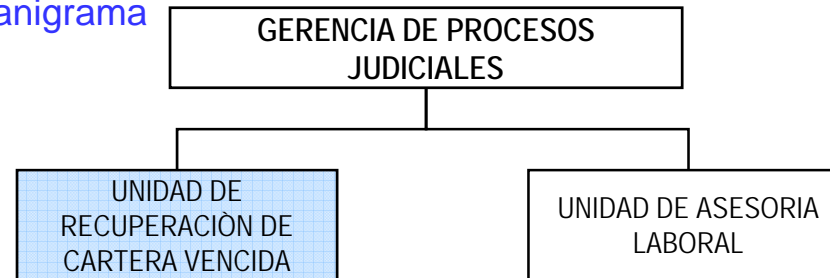 anigrama
GERENCIA DE PROCESOS
JUDICIALES
UNIDAD DE
RECUPERACIÒN DE
CARTERA VENCIDA
UNIDAD DE ASESORIA
LABORAL